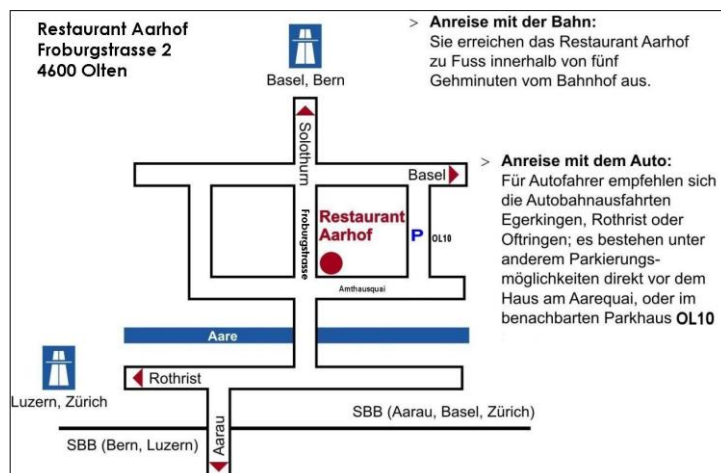 Restaurant Aarhof
Froburgstrasse 2
4600 Olten
Basel, Bern
> Anreise mit der Bahn:
Sie erreichen das Restaurant Aarhof
zu Fuss innerhalb von fünf
Gehminuten vom Bahnhof aus.
Solothurn
Basel
Froburgstrasse
Restaurant
Aarhof
P OL10
Amthausquai
> Anreise mit dem Auto:
Für Autofahrer empfehlen sich
die Autobahnausfahrten
Egerkingen, Rothrist oder
Oftringen; es bestehen unter
anderem Parkierungs-
möglichkeiten direkt vor dem
Haus am Aarequai, oder im
benachbarten Parkhaus OL10
Aare
Luzern, Zürich
Rothrist
Aarau
SBB (Aarau, Basel, Zürich)
SBB (Bern, Luzern)